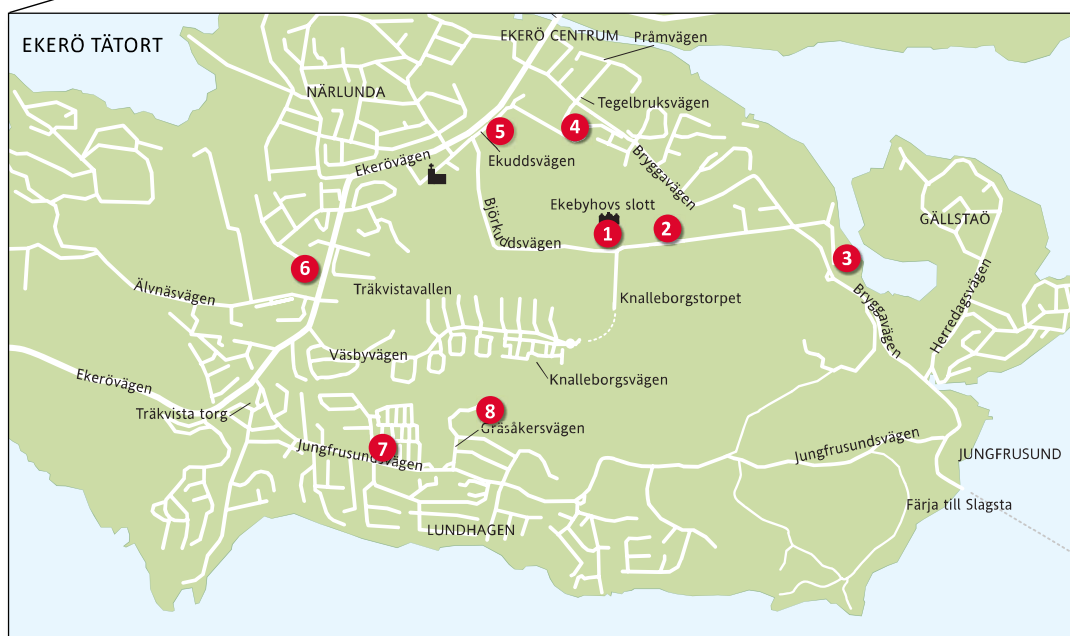 EKERÖ TÄTORT
EKERÖ CENTRUM
Pråmvägen
NÄRLUNDA
Tegelbruksvägen
5
4
Ekuddsvägen
Ekerövägen
Bryggavägen
Björkuddsvägen
Ekebyhovs slott
1
2
GÄLLSTAÖ
3
6
Älvnäsvägen
Träkvistavallen
Knalleborgstorpet
Bryggavägen
Herredagsvägen
Väsbyvägen
Knalleborgsvägen
Ekerövägen
Träkvista torg
8
Gräsåkersvägen
7
Jungfrusundsvägen
Jungfrusundsvägen
JUNGFRUSUND
Färja till Slagsta
LUNDHAGEN